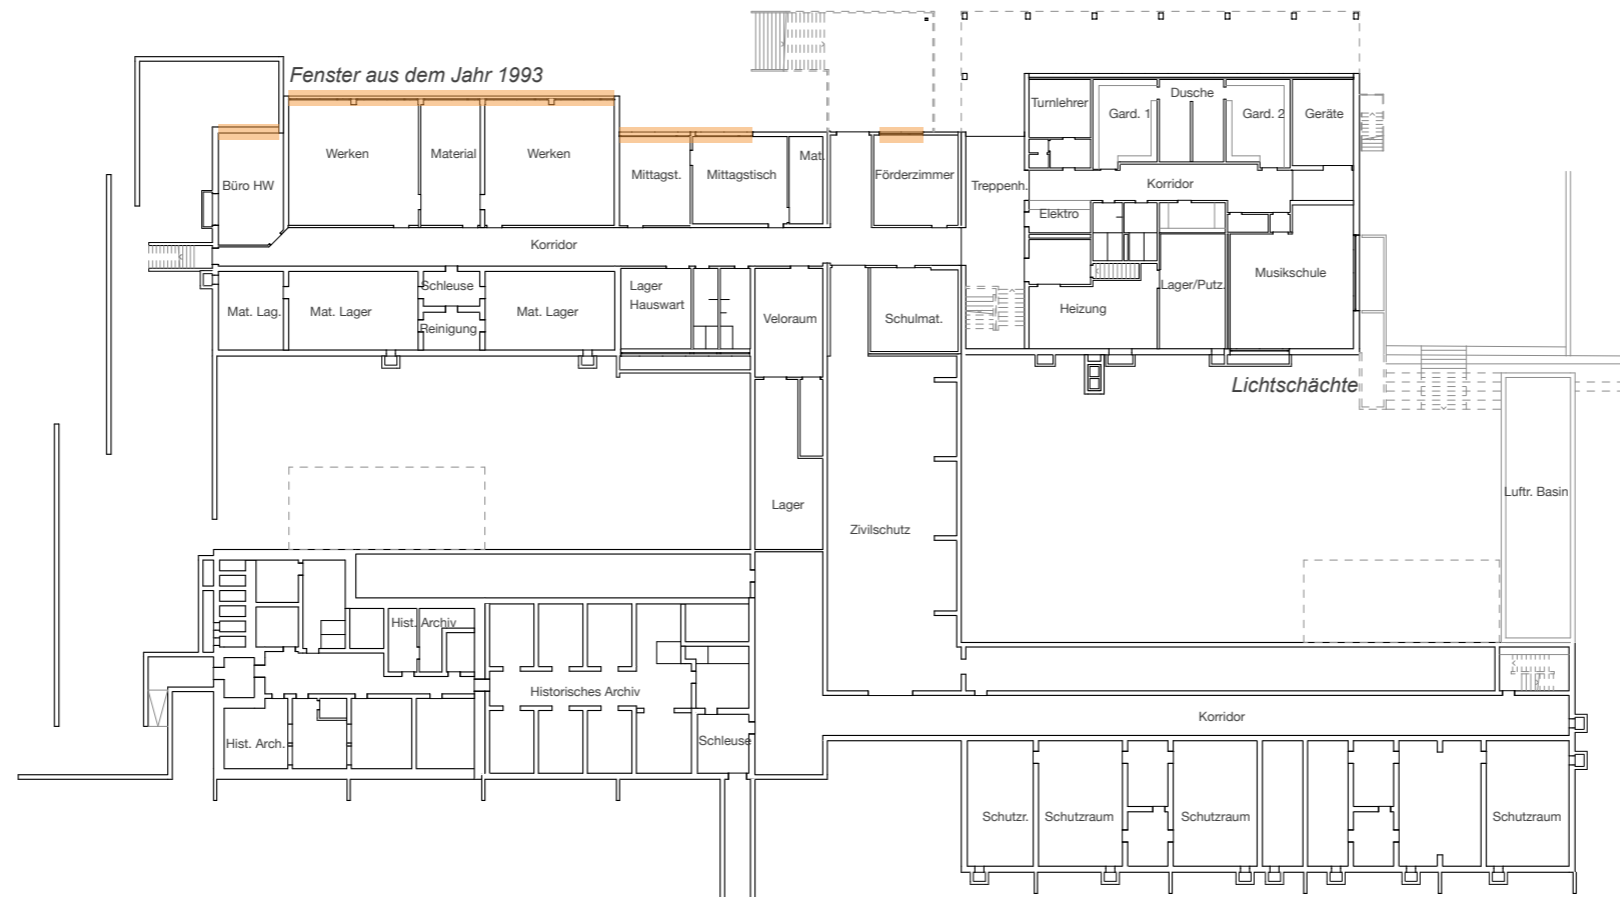 Fenster aus dem Jahr 1993
Dusche
Turnlehrer
Gard. 1
Gard. 2
Geräte
Werken
Material
Werken
Mat.
Büro HW
Mittagst.
Mittagstisch
Förderzimmer
Treppenh.
Korridor
Elektro
Korridor
Musikschule
Schleuse
Lager
Hauswart
Lager/Putz.
Mat. Lag.
Mat. Lager
Reinigung
Mat. Lager
Veloraum
Schulmat.
Heizung
Lichtschächte
Lager
Zivilschutz
Luftr. Basin
Hist. Archiv
Historisches Archiv
Korridor
Hist. Arch.
Schleuse
Schutzr.
Schutzraum
Schutzraum
Schutzraum